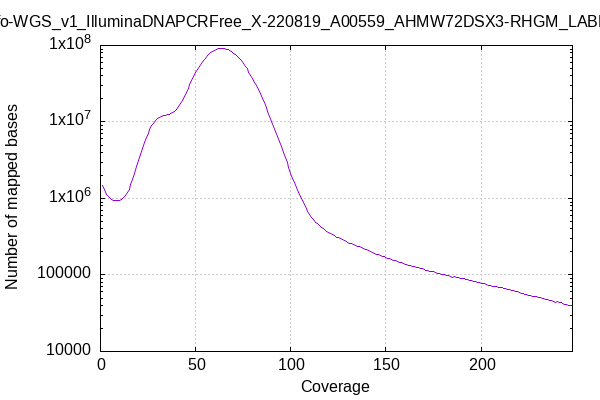 fo-WGS_v1_IlluminaDNAPCRFree_X-220819_A00559_AHMW72DSX3-RHGM_LABI
1x10^8
1x10^7
1x10^6
100000
10000
Number of mapped bases
0 50 100 150 200
Coverage